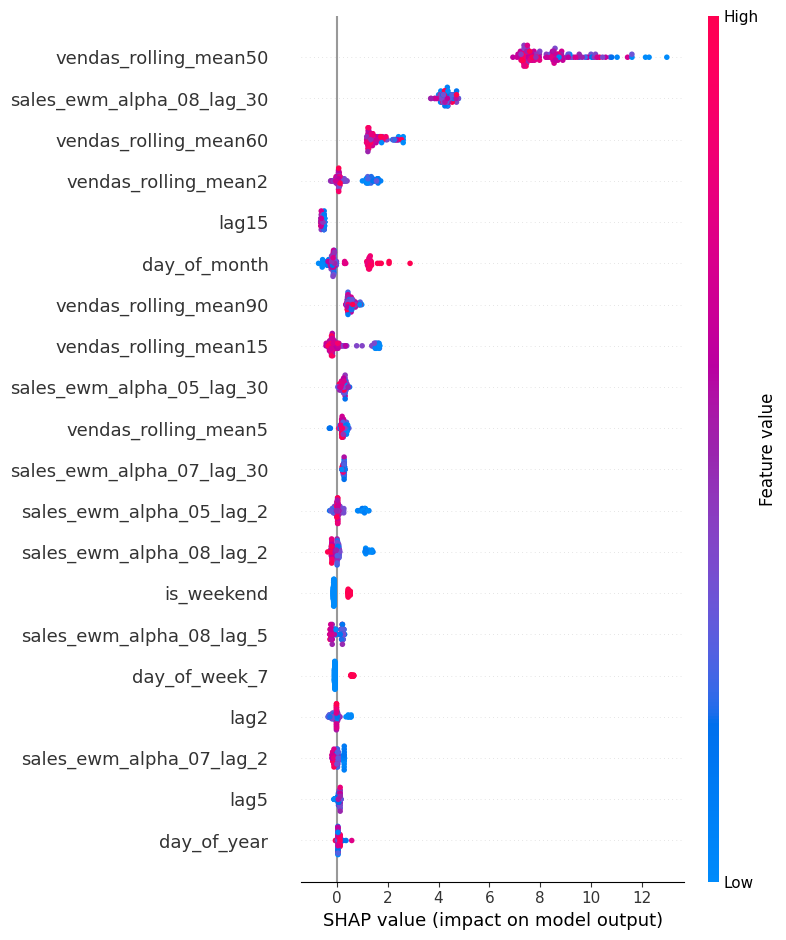 High
vendas_rolling_mean50
sales_ewm_alpha_08_lag_30
vendas_rolling_mean60
vendas_rolling_mean2
lag15
day_of_month
vendas_rolling_mean90
vendas_rolling_mean15
sales_ewm_alpha_05_lag_30
vendas_rolling_mean5
sales_ewm_alpha_07_lag_30
sales_ewm_alpha_05_lag_2
sales_ewm_alpha_08_lag_2
is_weekend
sales_ewm_alpha_08_lag_5
day_of_week_7
lag2
sales_ewm_alpha_07_lag_2
lag5
day_of_year
Feature value
Low
0 2 4 6 8 10 12
SHAP value (impact on model output)